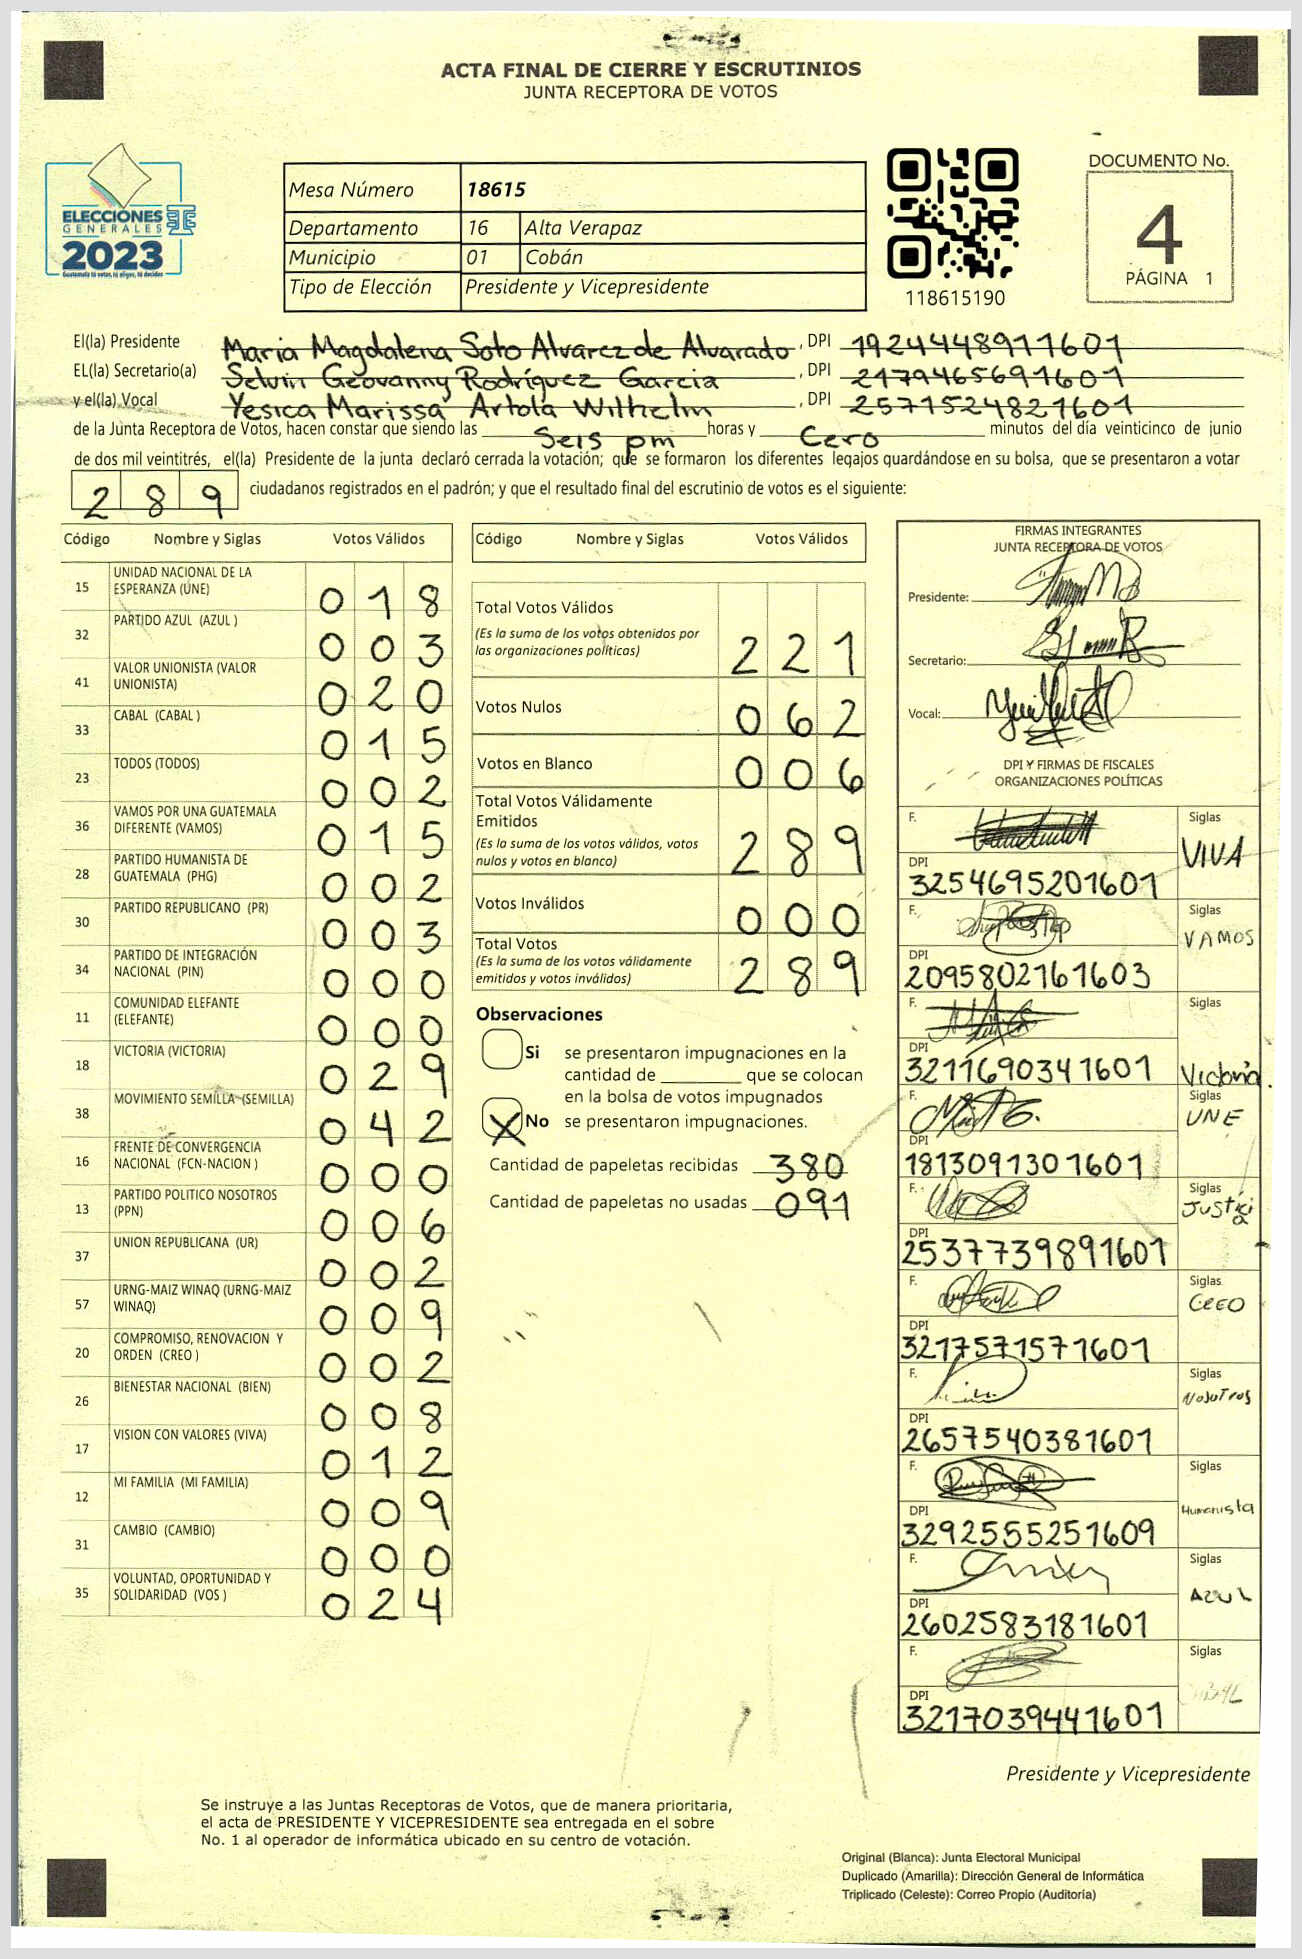 ACTA FINAL DE CIERRE Y ESCRUTINIOS
JUNTA RECEPTORA DE VOTOS
ELECCIONES
GENERALES
2023
Guatemala tú votas, tú eliges, tú decides
Mesa Número 18615
Departamento 16 Alta Verapaz
Municipio 01 Cobán
Tipo de Elección Presidente y Vicepresidente
118615190
DOCUMENTO No.
4
PÁGINA 1
El(la) Presidente Maria Magdalena Soto Alvarez de Alvarado, DPI 1924448911601
EL(la) Secretario(a) Selvin Geovanny Rodríguez Garcia, DPI 2179465691601
y el(la) Vocal Yesica Marissa Artola Wilhelm, DPI 2571524821601
de la Junta Receptora de Votos, hacen constar que siendo las Seis pm horas y Cero minutos del día veinticinco de junio
de dos mil veintitrés, el(la) Presidente de la junta declaró cerrada la votación; que se formaron los diferentes legajos guardándose en su bolsa, que se presentaron a votar
289 ciudadanos registrados en el padrón; y que el resultado final del escrutinio de votos es el siguiente:
Código Nombre y Siglas Votos Válidos
15 UNIDAD NACIONAL DE LA ESPERANZA (UNE) 018
32 PARTIDO AZUL (AZUL ) 003
41 VALOR UNIONISTA (VALOR UNIONISTA) 020
33 CABAL (CABAL ) 015
23 TODOS (TODOS) 002
36 VAMOS POR UNA GUATEMALA DIFERENTE (VAMOS) 015
28 PARTIDO HUMANISTA DE GUATEMALA (PHG) 002
30 PARTIDO REPUBLICANO (PR) 003
34 PARTIDO DE INTEGRACIÓN NACIONAL (PIN) 000
11 COMUNIDAD ELEFANTE (ELEFANTE) 000
18 VICTORIA (VICTORIA) 029
38 MOVIMIENTO SEMILLA (SEMILLA) 042
16 FRENTE DE CONVERGENCIA NACIONAL (FCN-NACION ) 000
13 PARTIDO POLITICO NOSOTROS (PPN) 006
37 UNION REPUBLICANA (UR) 002
57 URNG-MAIZ WINAQ (URNG-MAIZ WINAQ) 009
20 COMPROMISO, RENOVACION Y ORDEN (CREO ) 002
26 BIENESTAR NACIONAL (BIEN) 008
17 VISION CON VALORES (VIVA) 012
12 MI FAMILIA (MI FAMILIA) 009
31 CAMBIO (CAMBIO) 000
35 VOLUNTAD, OPORTUNIDAD Y SOLIDARIDAD (VOS ) 024
Código Nombre y Siglas Votos Válidos
Total Votos Válidos
(Es la suma de los votos obtenidos por
las organizaciones políticas) 221
Votos Nulos 062
Votos en Blanco 006
Total Votos Válidamente
Emitidos
(Es la suma de los votos válidos, votos
nulos y votos en blanco) 289
Votos Inválidos 000
Total Votos
(Es la suma de los votos válidamente
emitidos y votos inválidos) 289
Observaciones
Si se presentaron impugnaciones en la
cantidad de ________ que se colocan
en la bolsa de votos impugnados
X No se presentaron impugnaciones.
Cantidad de papeletas recibidas 380
Cantidad de papeletas no usadas 091
FIRMAS INTEGRANTES
JUNTA RECEPTORA DE VOTOS
Presidente:
Secretario:
Vocal:
DPI Y FIRMAS DE FISCALES
ORGANIZACIONES POLÍTICAS
F. Siglas VIVA
DPI 3254695201601
F. Siglas VAMOS
DPI 2095802161603
F. Siglas Victoria.
DPI 3211690341601
F. Siglas UNE
DPI 1813091301601
F. Siglas Justicia
DPI 2537739891601
F. Siglas CREO
DPI 3217571571601
F. Siglas NOSOTROS
DPI 2657540381601
F. Siglas Humanista
DPI 3292555251609
F. Siglas AZUL
DPI 2602583181601
F. Siglas
DPI 3217039441601
Presidente y Vicepresidente
Se instruye a las Juntas Receptoras de Votos, que de manera prioritaria,
el acta de PRESIDENTE Y VICEPRESIDENTE sea entregada en el sobre
No. 1 al operador de informática ubicado en su centro de votación.
Original (Blanca): Junta Electoral Municipal
Duplicado (Amarilla): Dirección General de Informática
Triplicado (Celeste): Correo Propio (Auditoría)